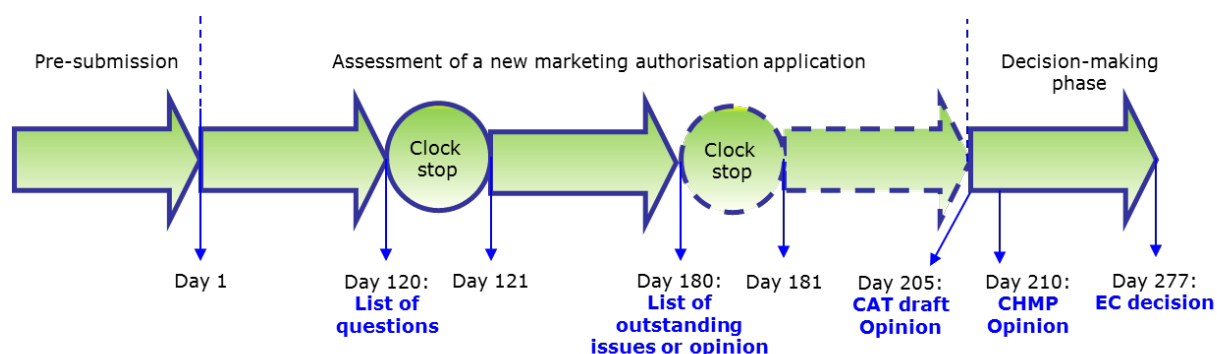 Pre-submission
Assessment of a new marketing authorisation application
Decision-making
phase
Clock
stop
Clock
stop
Day 1
Day 120:
List of
questions
Day 121
Day 180:
List of
outstanding
issues or opinion
Day 181
Day 205:
CAT draft
Opinion
Day 210:
CHMP
Opinion
Day 277:
EC decision